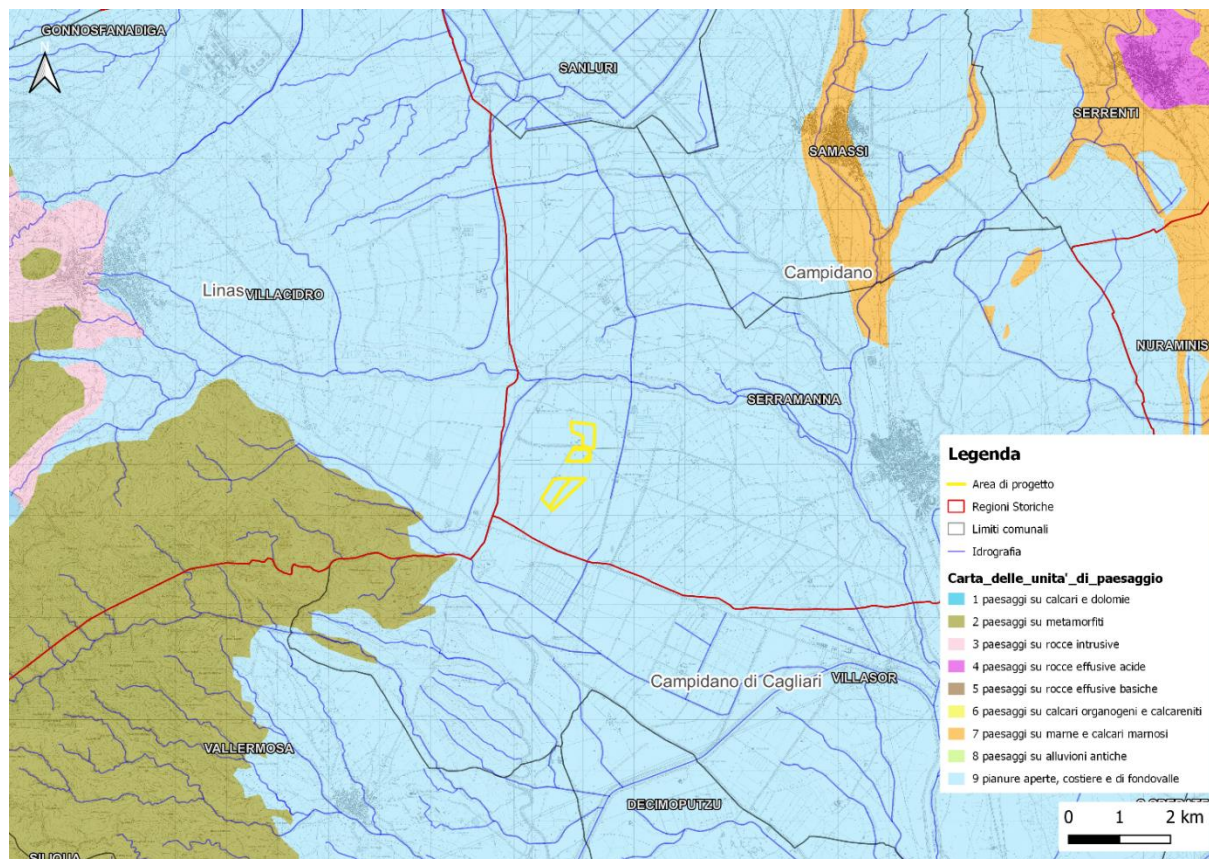 GONNOSFANADIGA
SANLURI
SERRENTI
SAMASSI
Campidano
Linas
VILLACIDRO
NURAMINIS
SERRAMANNA
Legenda
Area di progetto
Regioni Storiche
Limiti comunali
Idrografia
Carta_delle_unita'_di_paesaggio
1 paesaggi su calcari e dolomie
2 paesaggi su metamorfiti
3 paesaggi su rocce intrusive
4 paesaggi su rocce effusive acide
5 paesaggi su rocce effusive basiche
6 paesaggi su calcari organogeni e calcareniti
7 paesaggi su marne e calcari marnosi
8 paesaggi su alluvioni antiche
9 pianure aperte, costiere e di fondovalle
Campidano di Cagliari
VILLASOR
VALLERMOSA
DECIMOPUTZU
0 1 2 km
SILIQUA